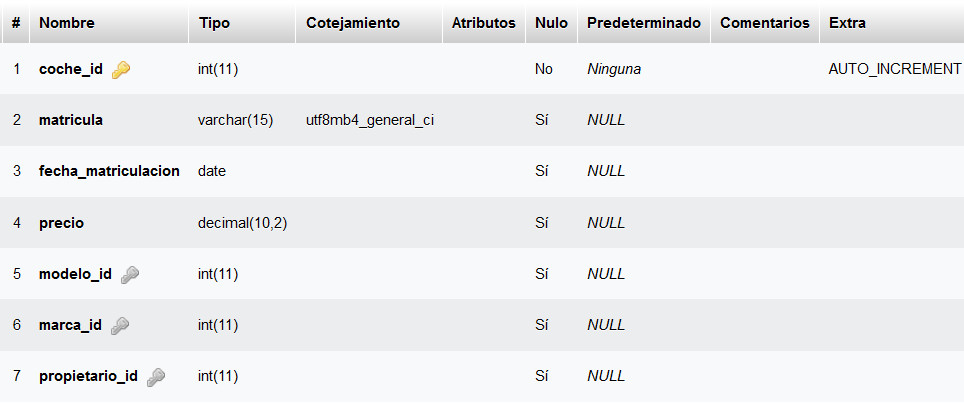 # Nombre Tipo Cotejamiento Atributos Nulo Predeterminado Comentarios Extra
1 coche_id int(11) No Ninguna AUTO_INCREMENT
2 matricula varchar(15) utf8mb4_general_ci Sí NULL
3 fecha_matriculacion date Sí NULL
4 precio decimal(10,2) Sí NULL
5 modelo_id int(11) Sí NULL
6 marca_id int(11) Sí NULL
7 propietario_id int(11) Sí NULL